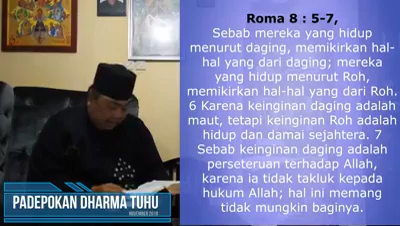 Roma 8 : 5-7,
Sebab mereka yang hidup
menurut daging, memikirkan hal-
hal yang dari daging; mereka
yang hidup menurut Roh,
memikirkan hal-hal yang dari Roh.
6 Karena keinginan daging adalah
maut, tetapi keinginan Roh adalah
hidup dan damai sejahtera. 7
Sebab keinginan daging adalah
perseteruan terhadap Allah,
karena ia tidak takluk kepada
hukum Allah; hal ini memang
tidak mungkin baginya.
PADEPOKAN DHARMA TUHU
NOVEMBER 2019